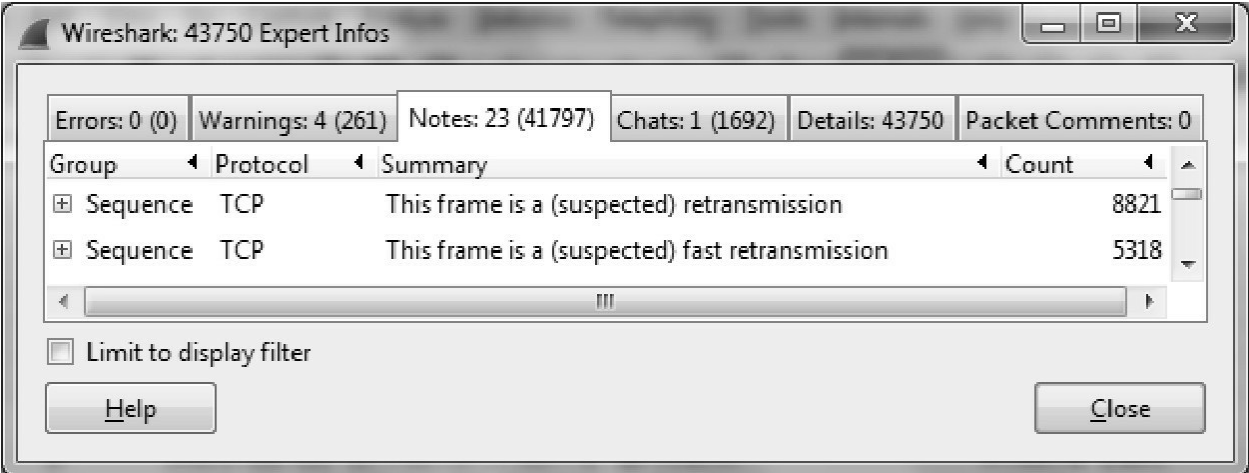 Wireshark: 43750 Expert Infos
Errors: 0 (0) Warnings: 4 (261) Notes: 23 (41797) Chats: 1 (1692) Details: 43750 Packet Comments: 0
Group Protocol Summary Count
Sequence TCP This frame is a (suspected) retransmission 8821
Sequence TCP This frame is a (suspected) fast retransmission 5318
Limit to display filter
Help Close